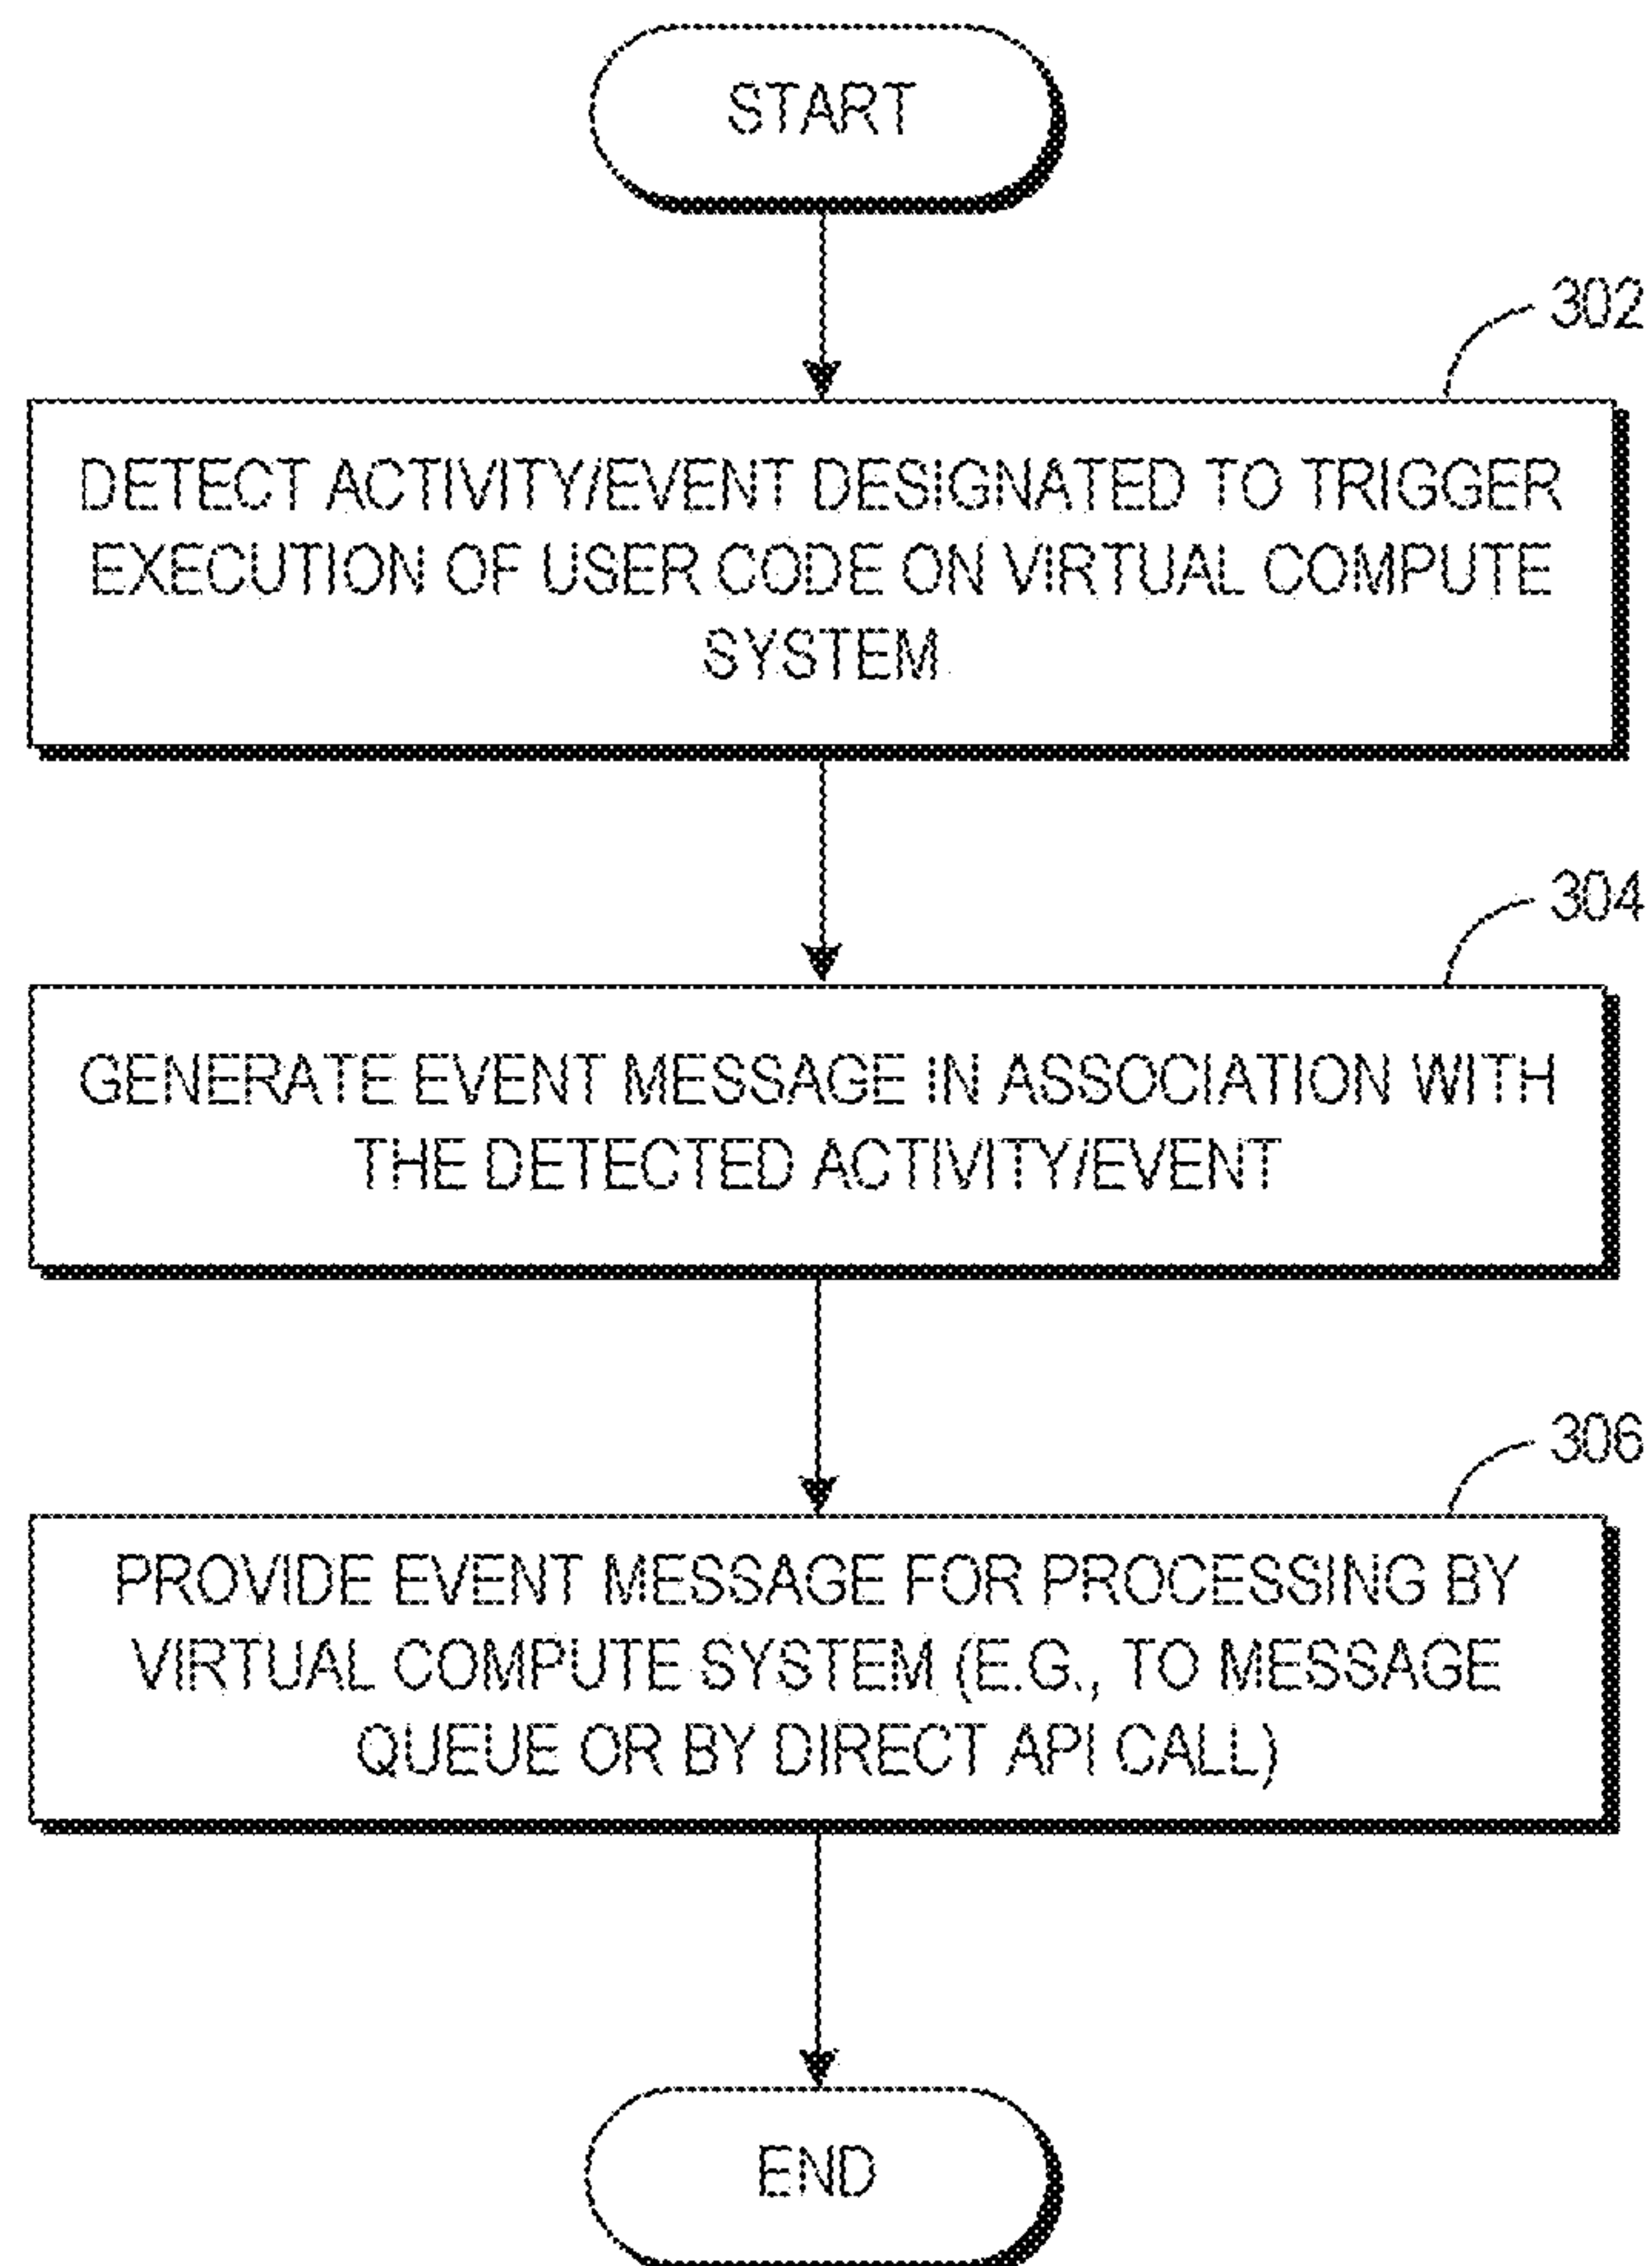 START
302
DETECT ACTIVITY/EVENT DESIGNATED TO TRIGGER
EXECUTION OF USER CODE ON VIRTUAL COMPUTE
SYSTEM
304
GENERATE EVENT MESSAGE IN ASSOCIATION WITH
THE DETECTED ACTIVITY/EVENT
306
PROVIDE EVENT MESSAGE FOR PROCESSING BY
VIRTUAL COMPUTE SYSTEM (E.G., TO MESSAGE
QUEUE OR BY DIRECT API CALL)
END